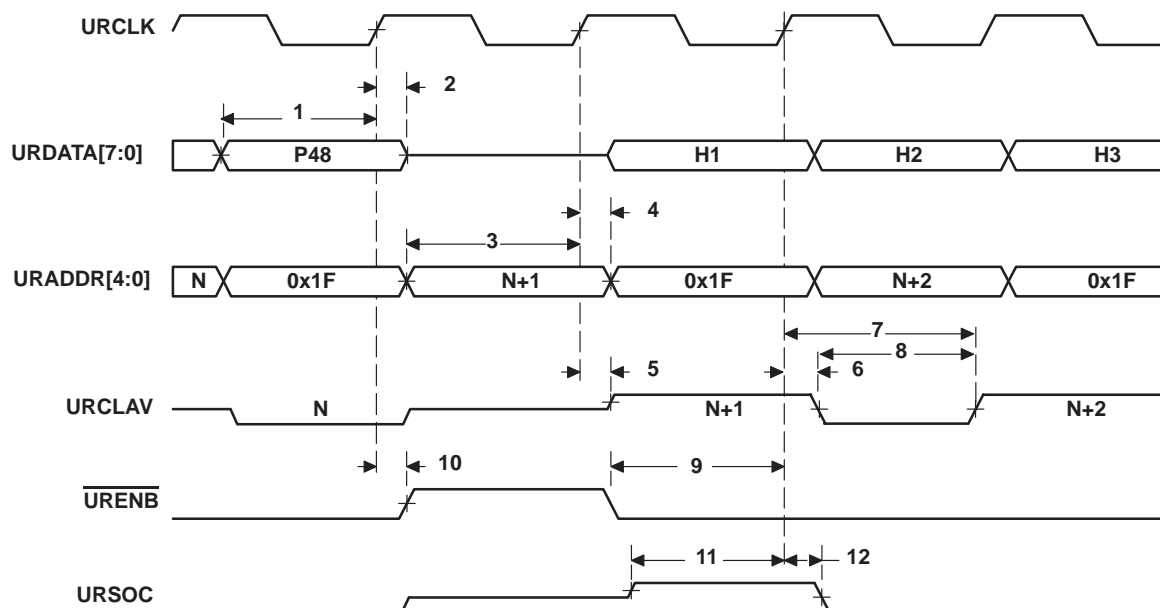 URCLK
2
1
URDATA[7:0] P48 H1 H2 H3
4
3
URADDR[4:0] N 0x1F N+1 0x1F N+2 0x1F
7
8
5 6
URCLAV N N+1 N+2
10 9
URENB
11 12
URSOC